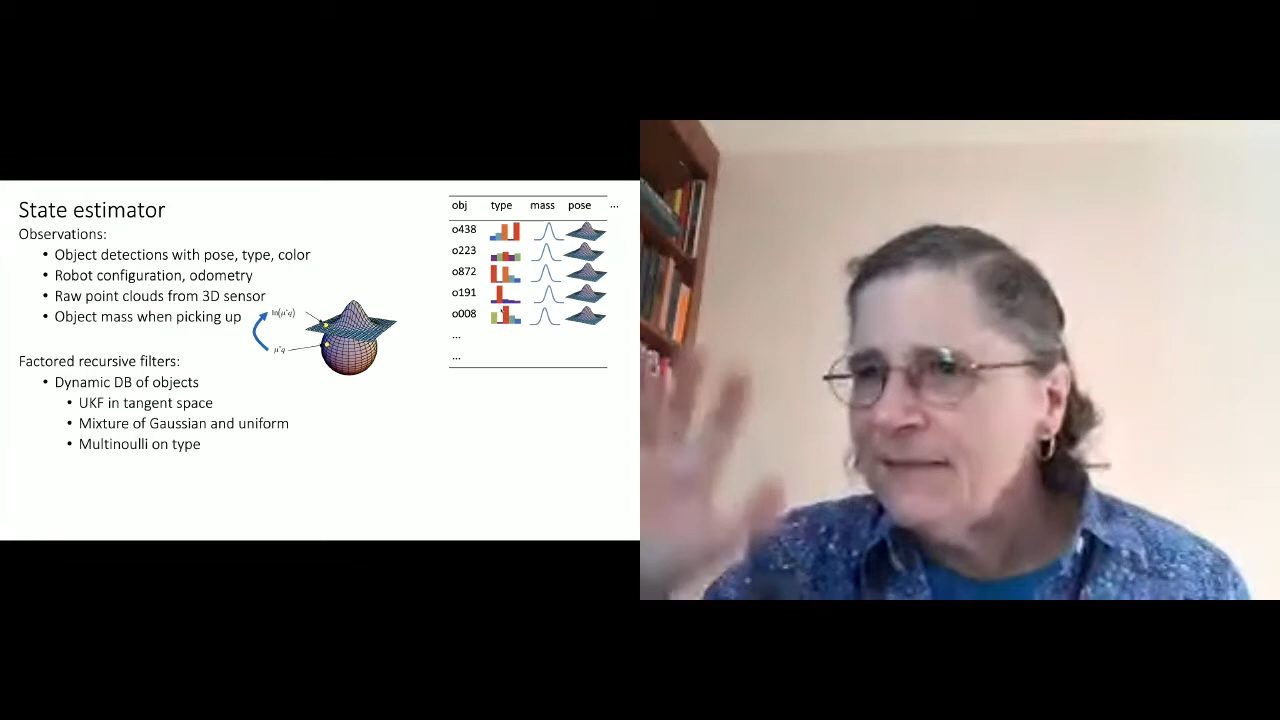 State estimator
Observations:
• Object detections with pose, type, color
• Robot configuration, odometry
• Raw point clouds from 3D sensor
• Object mass when picking up
Factored recursive filters:
• Dynamic DB of objects
• UKF in tangent space
• Mixture of Gaussian and uniform
• Multinoulli on type
obj type mass pose ...
o438
o223
o872
o191
o008
...
...